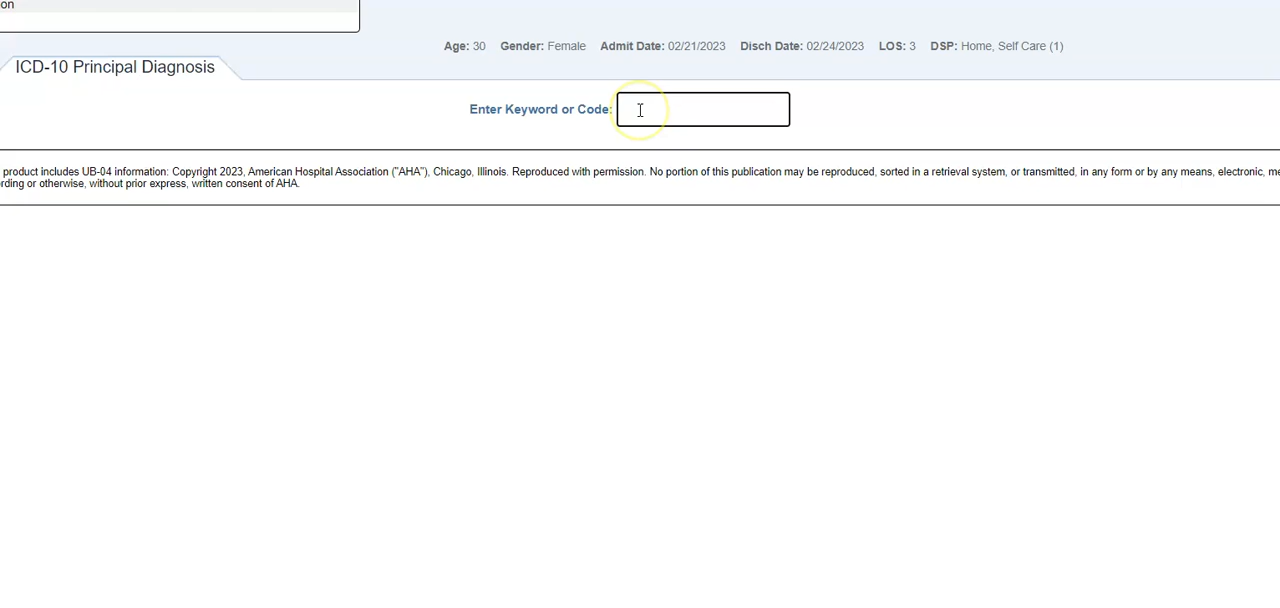 on
Age: 30 Gender: Female Admit Date: 02/21/2023 Disch Date: 02/24/2023 LOS: 3 DSP: Home, Self Care (1)
ICD-10 Principal Diagnosis
Enter Keyword or Code:
product includes UB-04 information: Copyright 2023, American Hospital Association ("AHA"), Chicago, Illinois. Reproduced with permission. No portion of this publication may be reproduced, sorted in a retrieval system, or transmitted, in any form or by any means, electronic, me
rding or otherwise, without prior express, written consent of AHA.